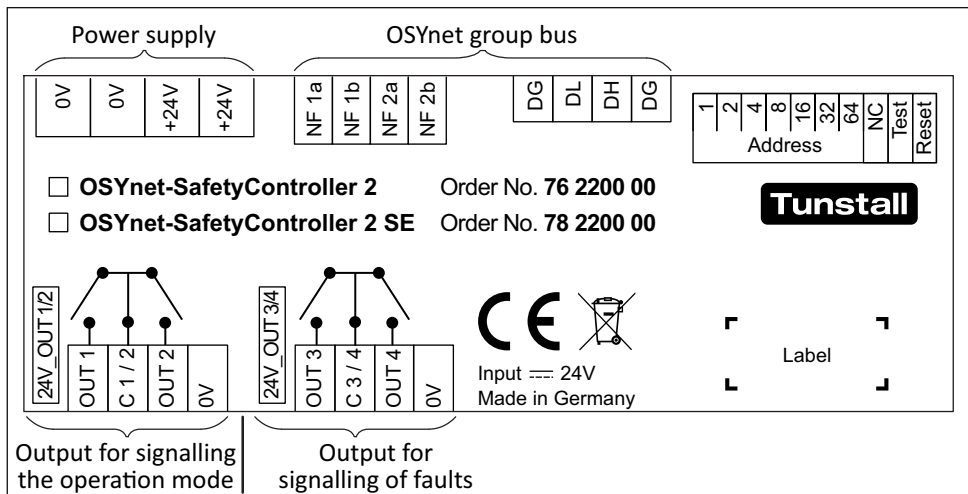 Power supply
OSYnet group bus
0V
0V
+24V
+24V
NF 1a
NF 1b
NF 2a
NF 2b
DG
DL
DH
DG
1
2
4
8
16
32
64
NC
Test
Reset
Address
OSYnet-SafetyController 2 Order No. 76 2200 00
OSYnet-SafetyController 2 SE Order No. 78 2200 00
Tunstall
24V_OUT1/2
OUT 1
C 1 / 2
OUT 2
0V
24V_OUT 3/4
OUT 3
C 3 / 4
OUT 4
0V
CE
Input ⎓ 24V
Made in Germany
Label
Output for signalling
the operation mode
Output for
signalling of faults